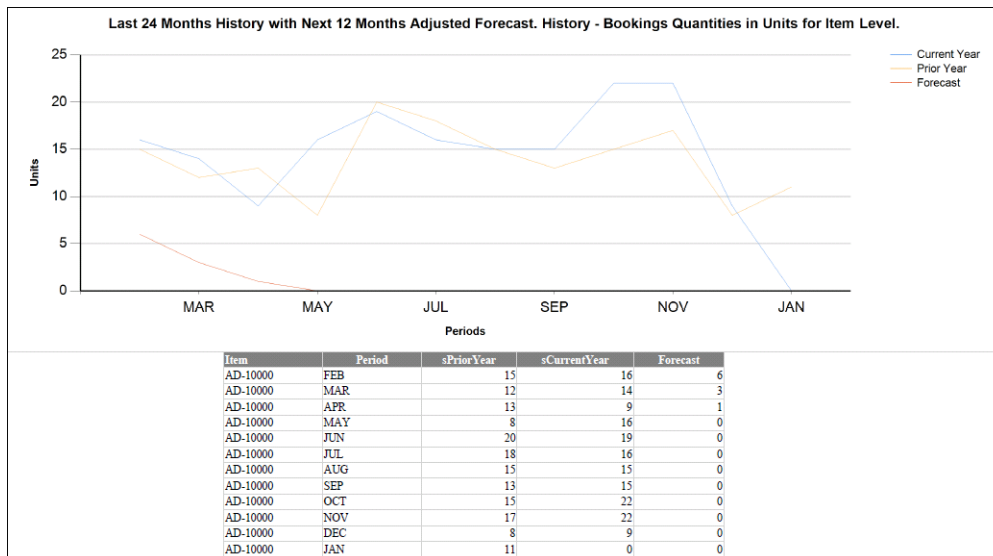 Last 24 Months History with Next 12 Months Adjusted Forecast. History - Bookings Quantities in Units for Item Level.
25
20
15
10
5
0
Units
MAR MAY JUL SEP NOV JAN
Periods
Current Year
Prior Year
Forecast
Item Period sPriorYear sCurrentYear Forecast
AD-10000 FEB 15 16 6
AD-10000 MAR 12 14 3
AD-10000 APR 13 9 1
AD-10000 MAY 8 16 0
AD-10000 JUN 20 19 0
AD-10000 JUL 18 16 0
AD-10000 AUG 15 15 0
AD-10000 SEP 13 15 0
AD-10000 OCT 15 22 0
AD-10000 NOV 17 22 0
AD-10000 DEC 8 9 0
AD-10000 JAN 11 0 0